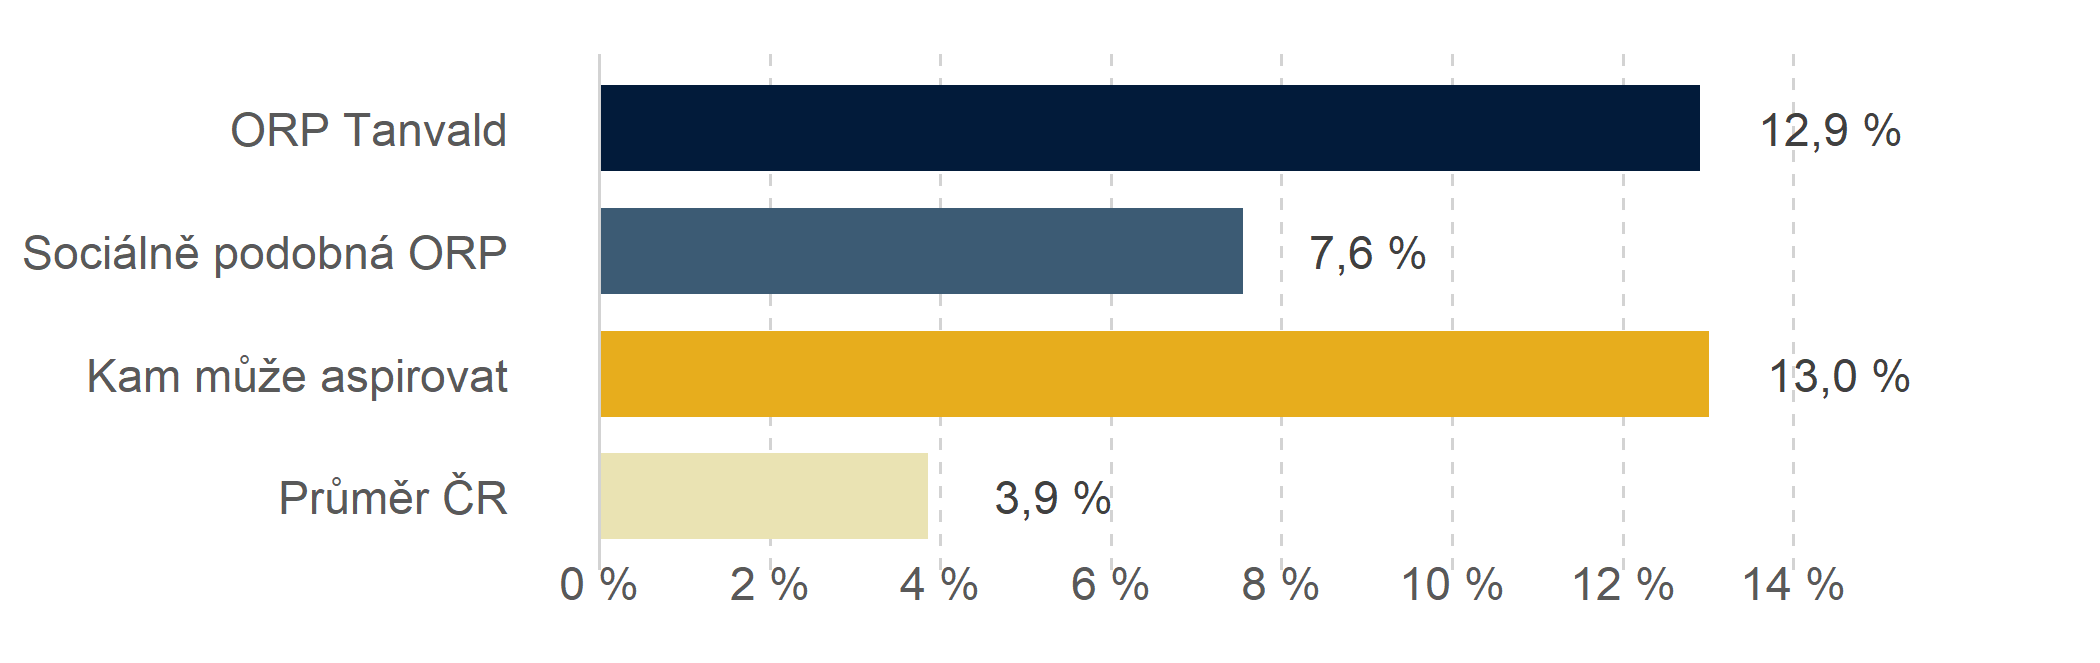 ORP Tanvald
12,9 %
Sociálně podobná ORP
7,6 %
Kam může aspirovat
13,0 %
Průměr ČR
3,9 %
0 % 2 % 4 % 6 % 8 % 10 % 12 % 14 %